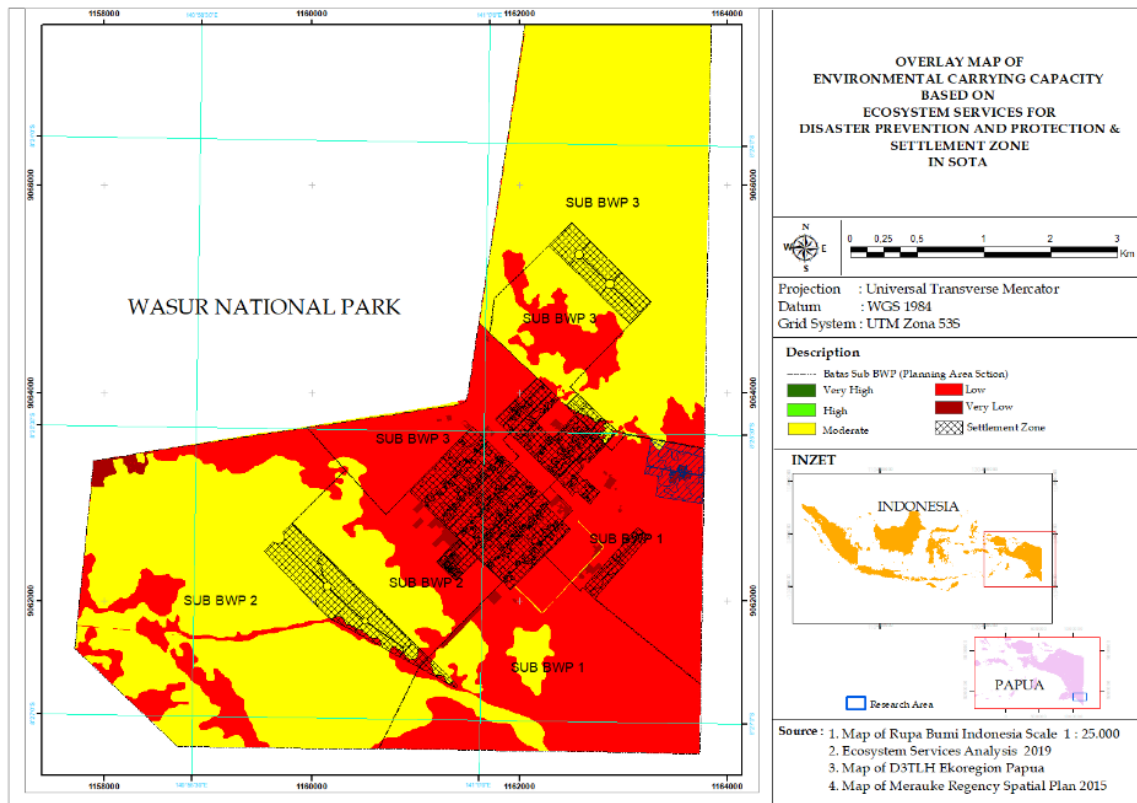 1158000 1160000 1162000 1164000
9066000 9066000
SUB BWP 3
WASUR NATIONAL PARK
SUB BWP 3
9064000 9064000
SUB BWP 3
SUB BWP 1
SUB BWP 2
SUB BWP 2
9062000 9062000
SUB BWP 1
1158000 1160000 1162000 1164000
OVERLAY MAP OF
ENVIRONMENTAL CARRYING CAPACITY
BASED ON
ECOSYSTEM SERVICES FOR
DISASTER PREVENTION AND PROTECTION &
SETTLEMENT ZONE
IN SOTA
N
W E
S
0 0,25 0,5 1 2 3
Km
Projection : Universal Transverse Mercator
Datum : WGS 1984
Grid System : UTM Zona 53S
Description
Batas Sub BWP (Planning Area Sction)
Very High Low
High Very Low
Moderate Settlement Zone
INZET
INDONESIA
PAPUA
Research Area
Source : 1. Map of Rupa Bumi Indonesia Scale 1 : 25.000
2. Ecosystem Services Analysis 2019
3. Map of D3TLH Ekoregion Papua
4. Map of Merauke Regency Spatial Plan 2015